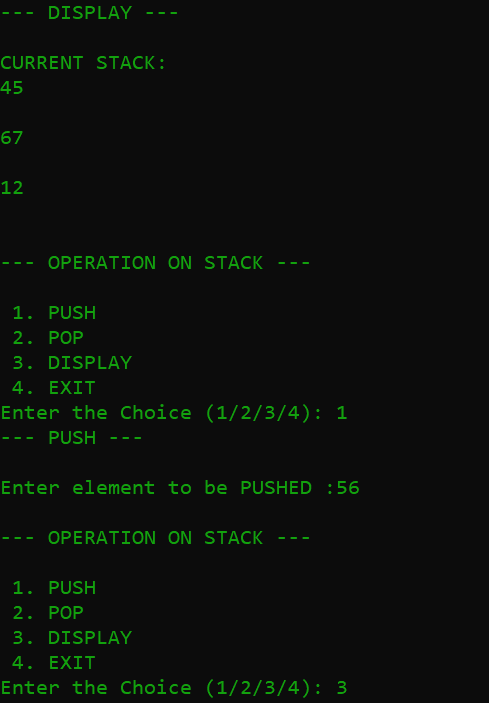 --- DISPLAY ---
CURRENT STACK:
45
67
12
--- OPERATION ON STACK ---
1. PUSH
2. POP
3. DISPLAY
4. EXIT
Enter the Choice (1/2/3/4): 1
--- PUSH ---
Enter element to be PUSHED :56
--- OPERATION ON STACK ---
1. PUSH
2. POP
3. DISPLAY
4. EXIT
Enter the Choice (1/2/3/4): 3